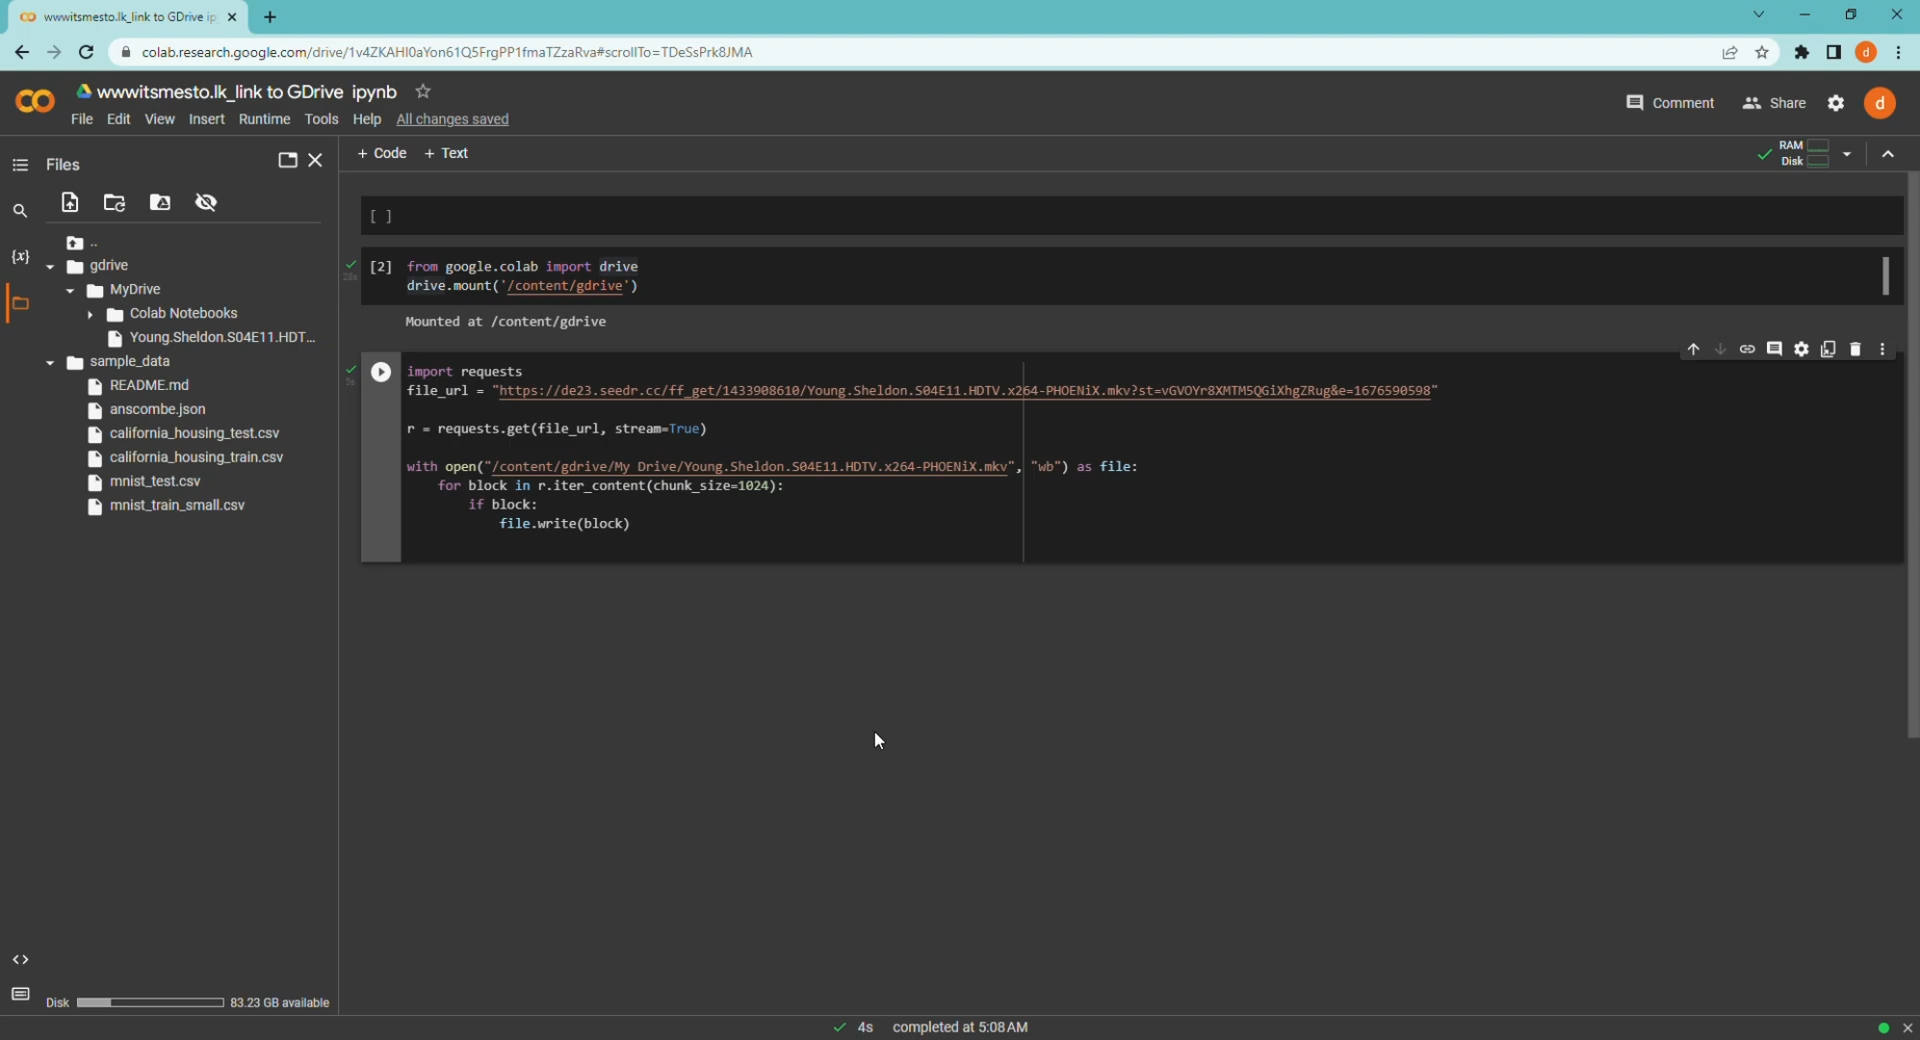 wwwitsmesto.lk_link to GDrive ip
colab.research.google.com/drive/1v4ZKAHI0aYon61Q5FrgPP1fmaTZzaRva#scrollTo=TDeSsPrk8JMA
d
wwwitsmesto.lk_link to GDrive ipynb
File Edit View Insert Runtime Tools Help All changes saved
Comment Share d
Files
+ Code + Text
RAM
Disk
{x}
..
gdrive
MyDrive
Colab Notebooks
Young.Sheldon.S04E11.HDT...
sample_data
README.md
anscombe.json
california_housing_test.csv
california_housing_train.csv
mnist_test.csv
mnist_train_small.csv
Disk 83.23 GB available
[ ]
[2] from google.colab import drive
drive.mount('/content/gdrive')
Mounted at /content/gdrive
5s
import requests
file_url = "https://de23.seedr.cc/ff_get/1433908610/Young.Sheldon.S04E11.HDTV.x264-PHOENiX.mkv?st=vGVOYr8XMTM5QGiXhgZRug&e=1676590598"
r = requests.get(file_url, stream=True)
with open("/content/gdrive/My Drive/Young.Sheldon.S04E11.HDTV.x264-PHOENiX.mkv", "wb") as file:
for block in r.iter_content(chunk_size=1024):
if block:
file.write(block)
4s completed at 5:08 AM